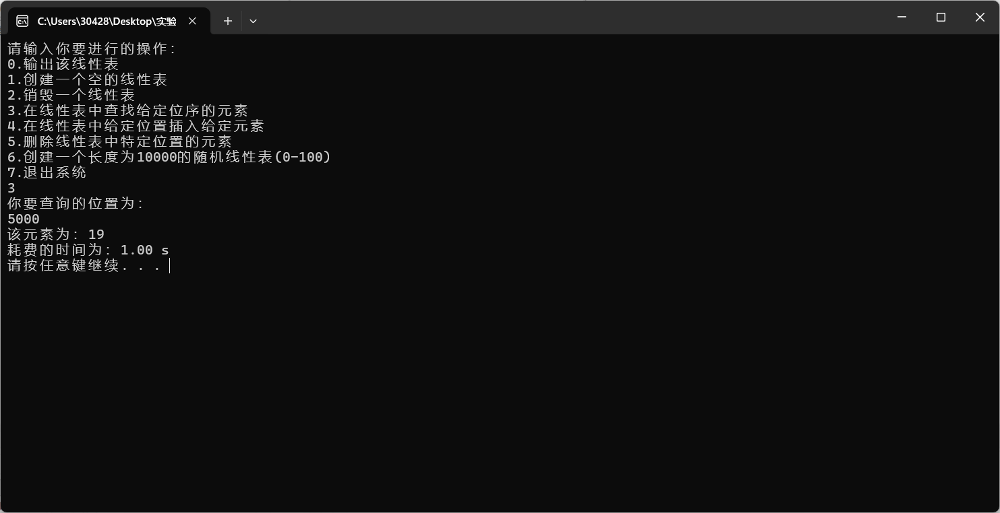 C:\Users\30428\Desktop\实验
请输入你要进行的操作：
0.输出该线性表
1.创建一个空的线性表
2.销毁一个线性表
3.在线性表中查找给定位序的元素
4.在线性表中给定位置插入给定元素
5.删除线性表中特定位置的元素
6.创建一个长度为10000的随机线性表(0-100)
7.退出系统
3
你要查询的位置为：
5000
该元素为：19
耗费的时间为：1.00 s
请按任意键继续. . .